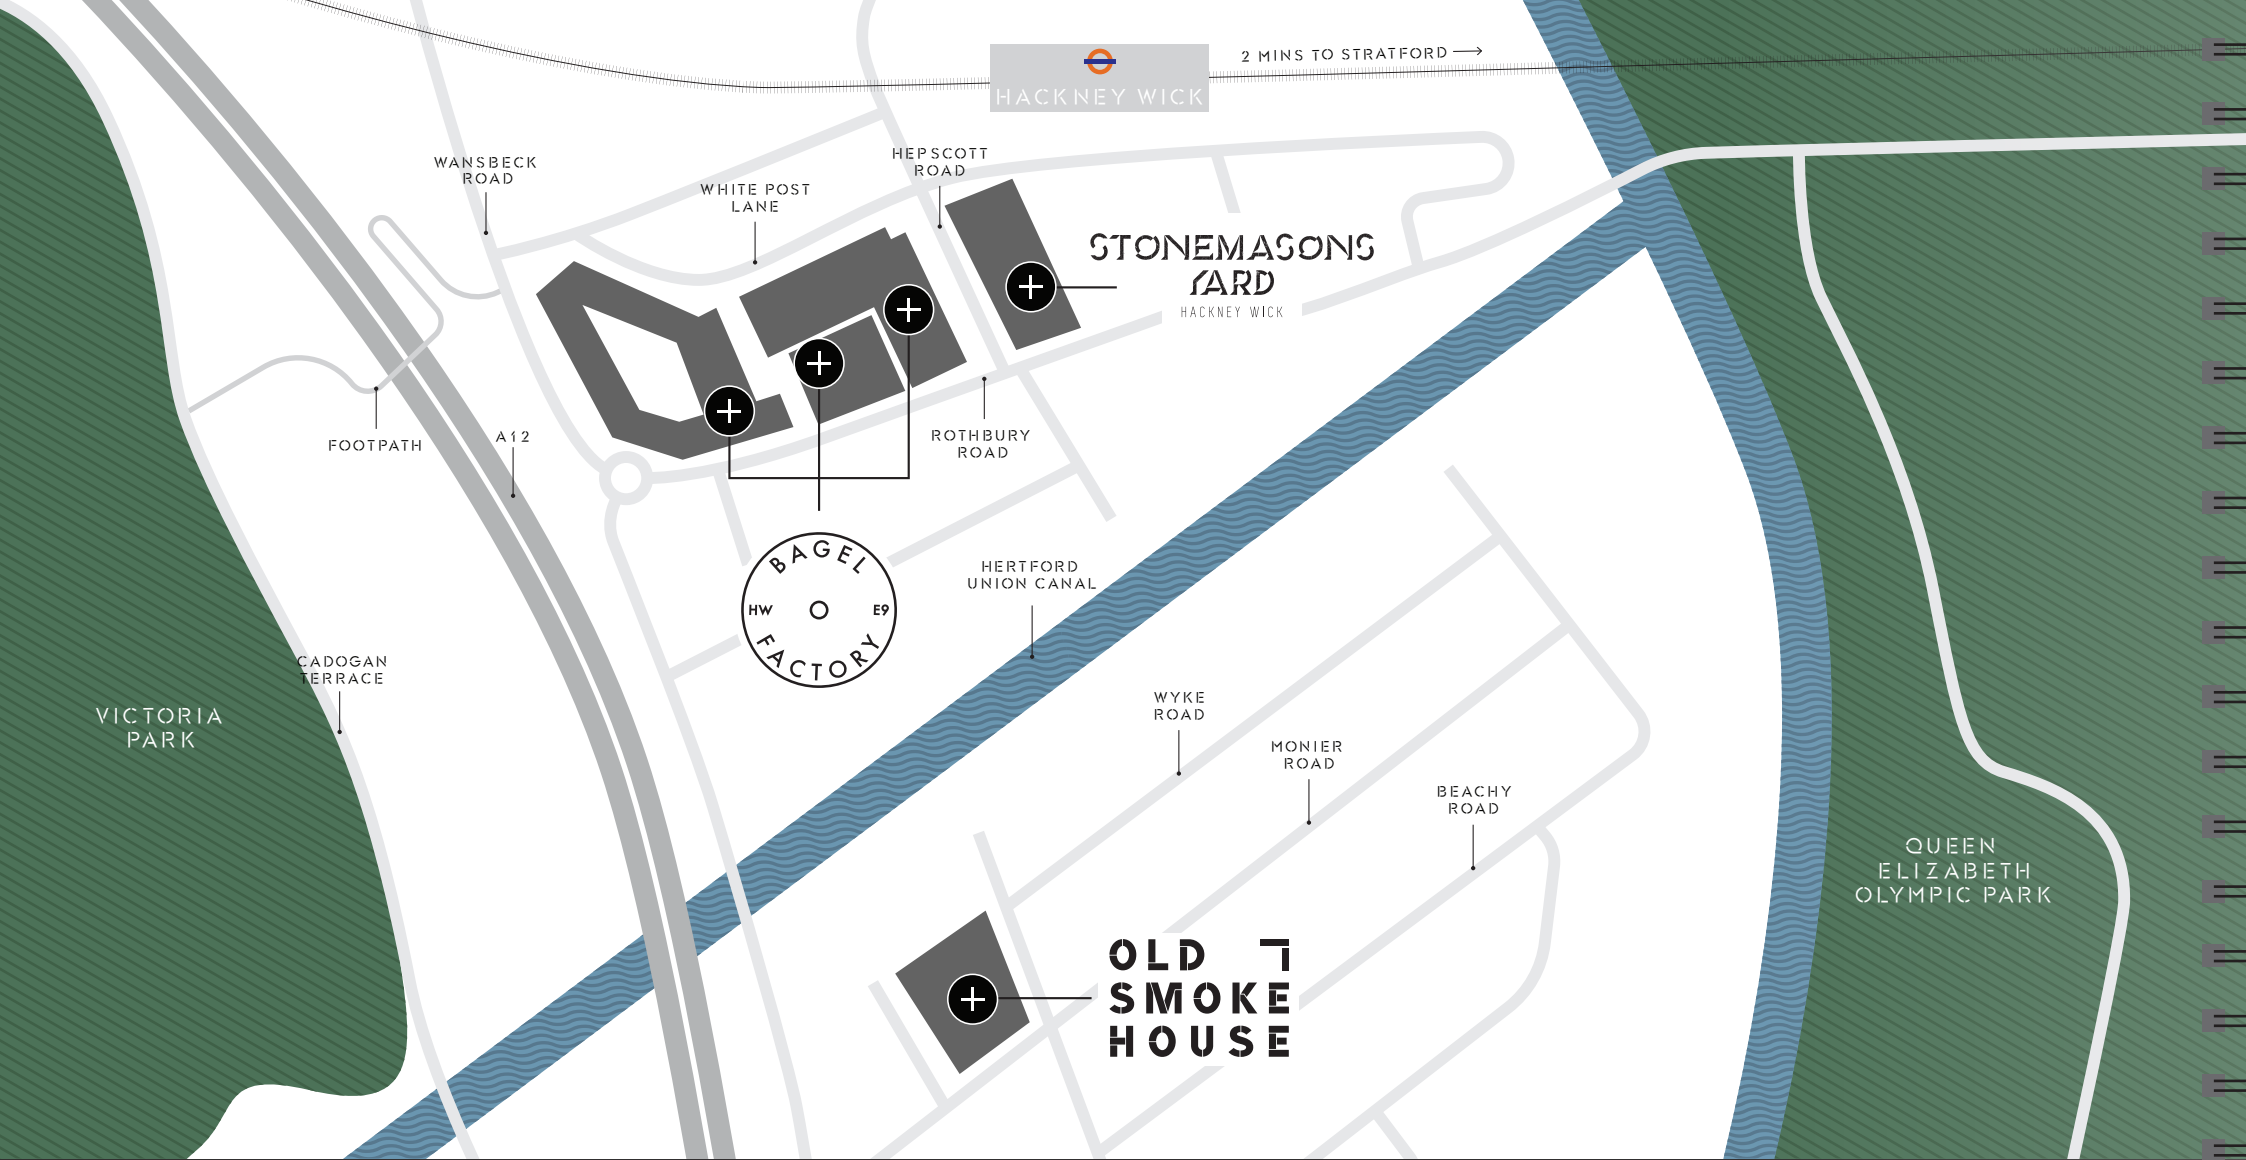 2 MINS TO STRATFORD
HACKNEY WICK
WANSBECK
ROAD
HEPSCOTT
ROAD
WHITE POST
LANE
STONEMASONS
YARD
HACKNEY WICK
FOOTPATH
A12
ROTHBURY
ROAD
BAGEL
HW
E9
FACTORY
HERTFORD
UNION CANAL
CADOGAN
TERRACE
VICTORIA
PARK
WYKE
ROAD
MONIER
ROAD
BEACHY
ROAD
QUEEN
ELIZABETH
OLYMPIC PARK
OLD
SMOKE
HOUSE